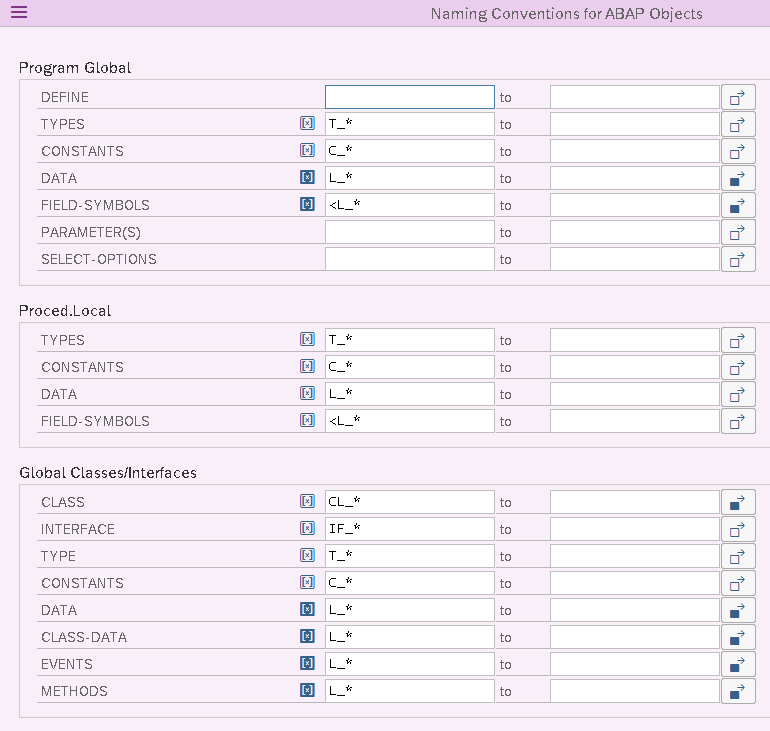 Naming Conventions for ABAP Objects
Program Global
DEFINE to
TYPES T_* to
CONSTANTS C_* to
DATA L_* to
FIELD-SYMBOLS <L_* to
PARAMETER(S) to
SELECT-OPTIONS to
Proced.Local
TYPES T_* to
CONSTANTS C_* to
DATA L_* to
FIELD-SYMBOLS <L_* to
Global Classes/Interfaces
CLASS CL_* to
INTERFACE IF_* to
TYPE T_* to
CONSTANTS C_* to
DATA L_* to
CLASS-DATA L_* to
EVENTS L_* to
METHODS L_* to